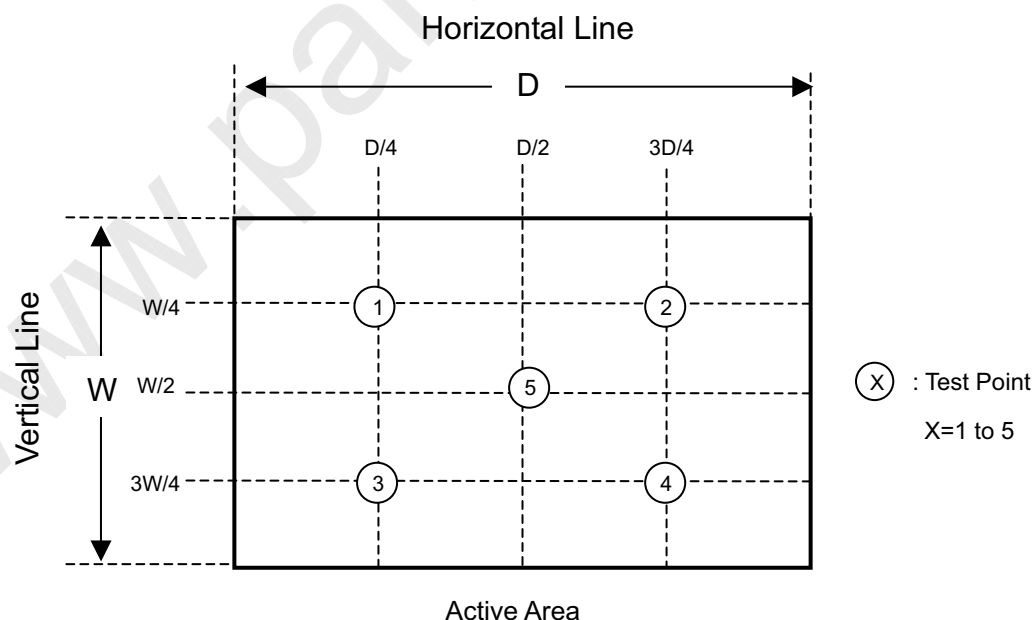 Horizontal Line
D
D/4 D/2 3D/4
W/4 1 2
Vertical Line
W W/2 5
X : Test Point
X=1 to 5
3W/4 3 4
Active Area